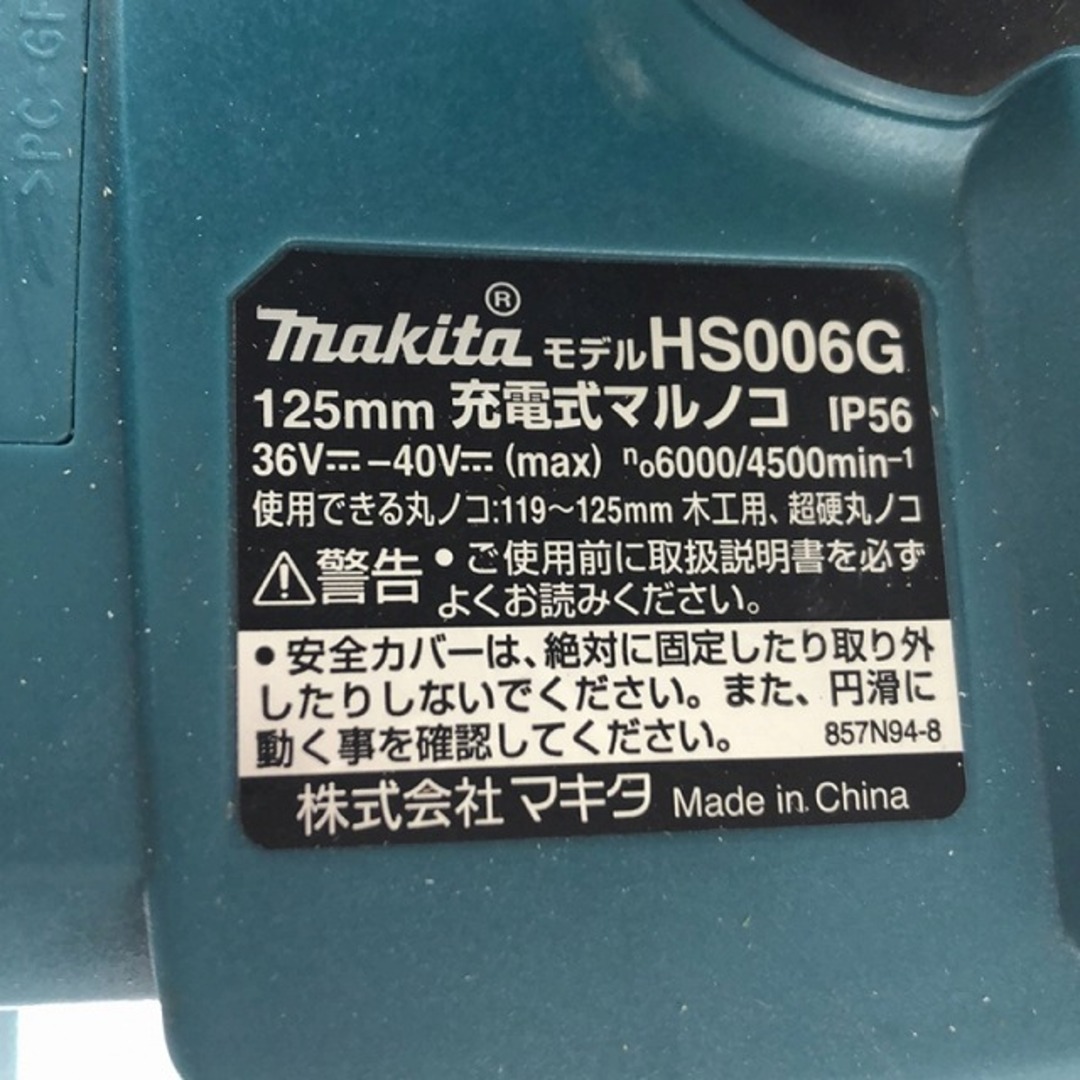 >PC-GF
makita® モデル HS006G
125mm 充電式マルノコ IP56
36V⎓–40V⎓ (max) n₀6000/4500min⁻¹
使用できる丸ノコ:119～125mm 木工用、超硬丸ノコ
⚠警告 ●ご使用前に取扱説明書を必ず
よくお読みください。
●安全カバーは、絶対に固定したり取り外
したりしないでください。また、円滑に
動く事を確認してください。 857N94-8
株式会社マキタ Made in China